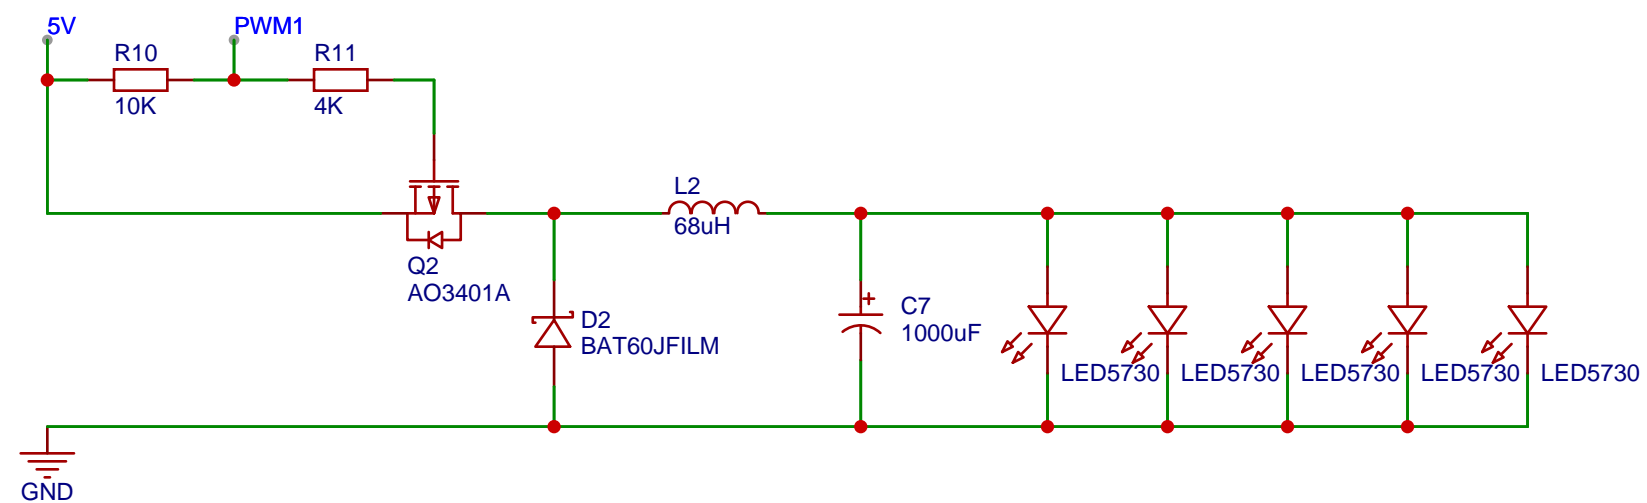 5V
PWM1
R10
10K
R11
4K
Q2
AO3401A
L2
68uH
D2
BAT60JFILM
C7
1000uF
LED5730
LED5730
LED5730
LED5730
LED5730
GND